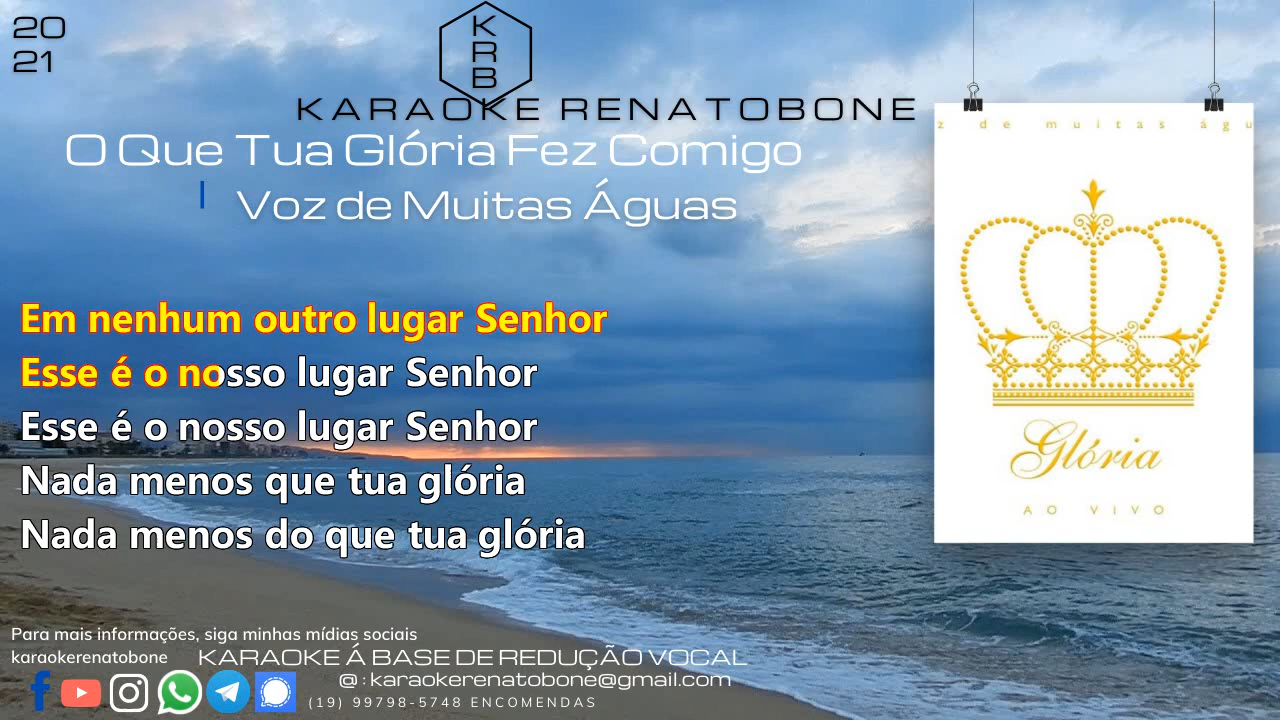 20
21
K
R
B
KARAOKE RENATOBONE
O Que Tua Glória Fez Comigo
Voz de Muitas Águas
z de muitas águ
Em nenhum outro lugar Senhor
Esse é o nosso lugar Senhor
Esse é o nosso lugar Senhor
Nada menos que tua glória
Nada menos do que tua glória
Glória
AO VIVO
Para mais informações, siga minhas mídias sociais
karaokerenatobone
KARAOKE Á BASE DE REDUÇÃO VOCAL
@:karaokerenatobone@gmail.com
(19) 99798-5748 ENCOMENDAS